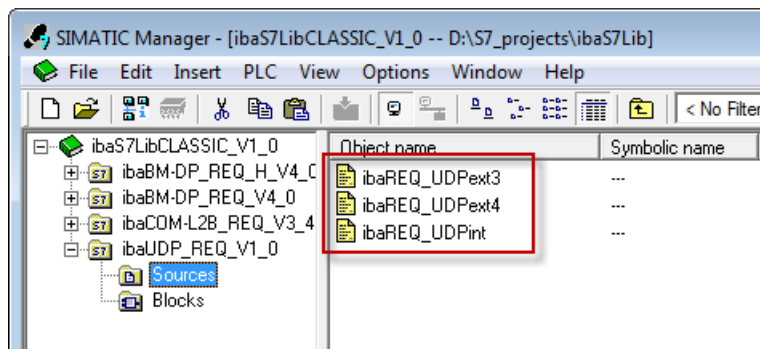 SIMATIC Manager - [ibaS7LibCLASSIC_V1_0 -- D:\S7_projects\ibaS7Lib]
File Edit Insert PLC View Options Window Help
< No Filter
ibaS7LibCLASSIC_V1_0
ibaBM-DP_REQ_H_V4_0
ibaBM-DP_REQ_V4_0
ibaCOM-L2B_REQ_V3_4
ibaUDP_REQ_V1_0
Sources
Blocks
Object name Symbolic name
ibaREQ_UDPext3 ---
ibaREQ_UDPext4 ---
ibaREQ_UDPint ---